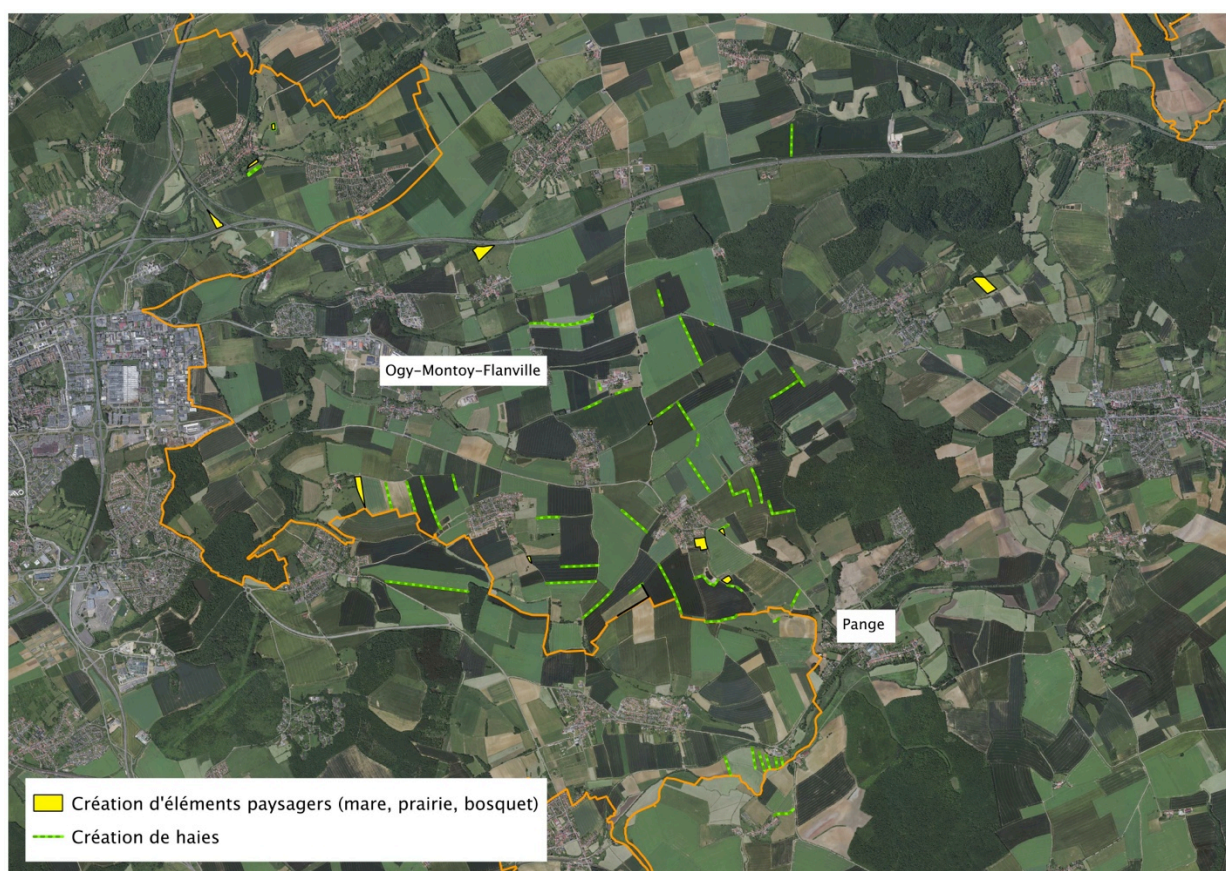 Ogy-Montoy-Flanville
Pange
Création d'éléments paysagers (mare, prairie, bosquet)
Création de haies